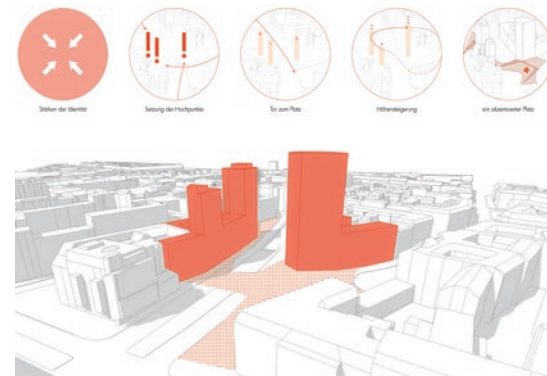 Stärken der Identität
Setzung der Hochpunkte
Tor zum Platz
Höhensteigerung
ein akzentuierter Platz